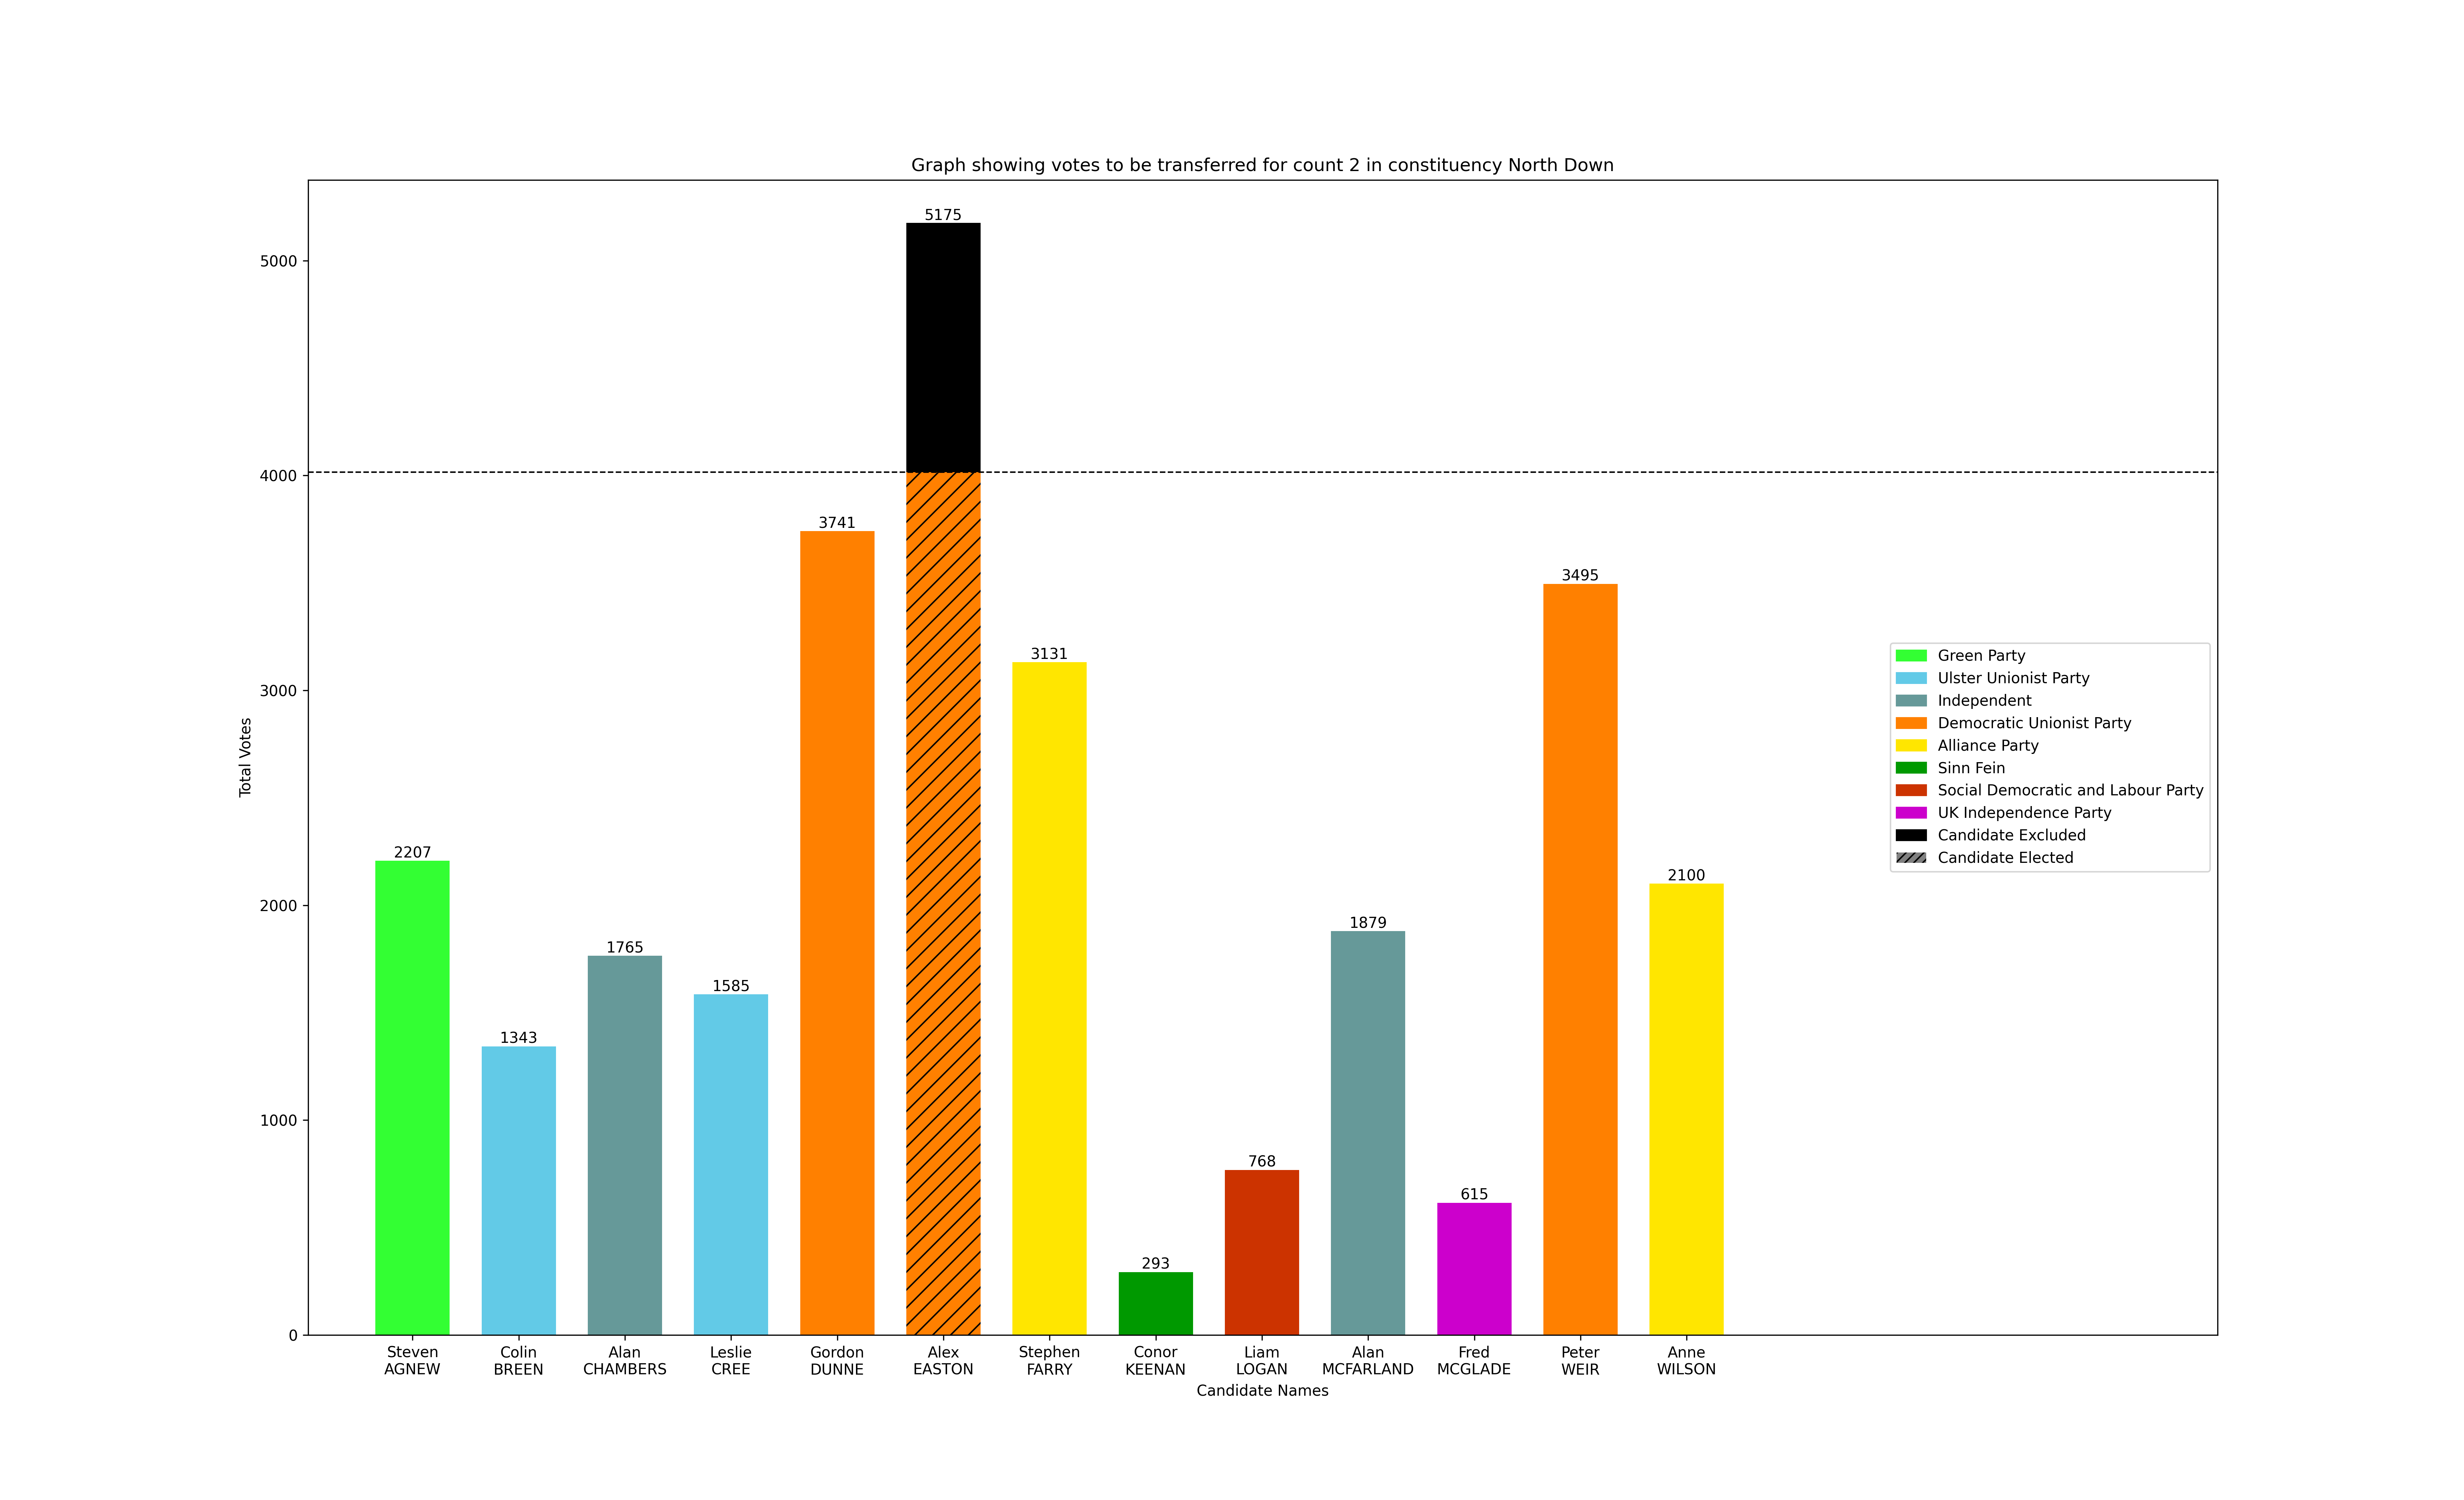 Graph showing votes to be transferred for count 2 in constituency North Down
5175
5000
4000
3741
3495
3131
3000
Green Party
Ulster Unionist Party
Independent
Democratic Unionist Party
Alliance Party
Sinn Fein
Social Democratic and Labour Party
UK Independence Party
Candidate Excluded
Candidate Elected
Total Votes
2207
2100
2000
1879
1765
1585
1343
1000
768
615
293
0
Steven AGNEW
Colin BREEN
Alan CHAMBERS
Leslie CREE
Gordon DUNNE
Alex EASTON
Stephen FARRY
Conor KEENAN
Liam LOGAN
Alan MCFARLAND
Fred MCGLADE
Peter WEIR
Anne WILSON
Candidate Names